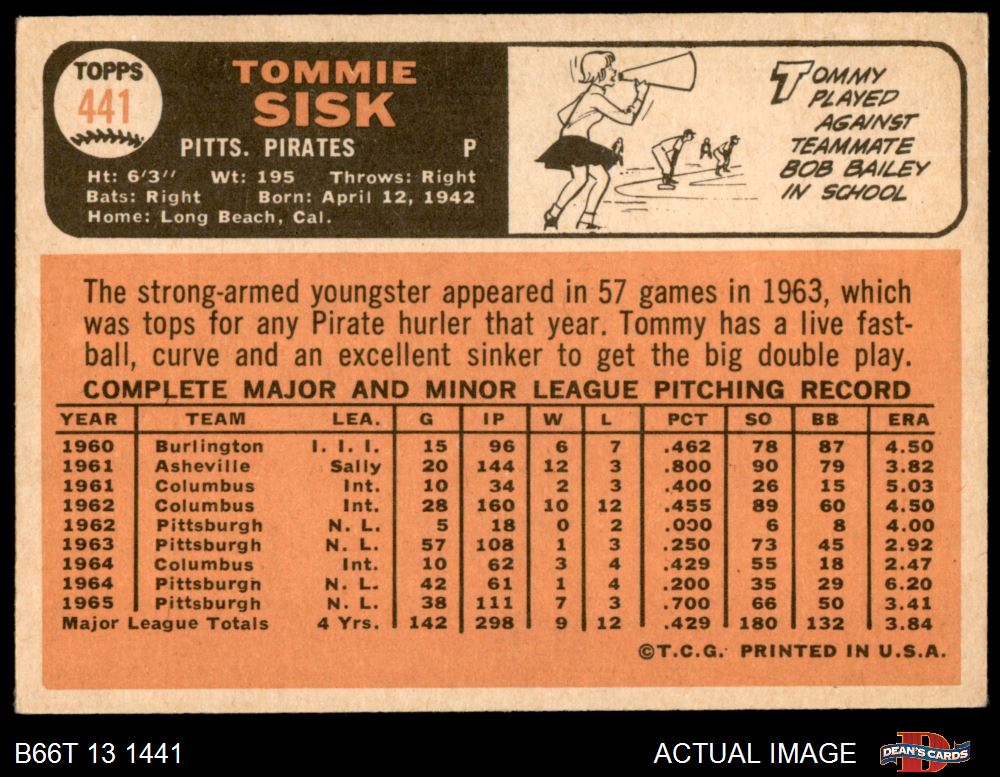 TOPPS
441
TOMMIE
SISK
PITTS. PIRATES P
Ht: 6'3" Wt: 195 Throws: Right
Bats: Right Born: April 12, 1942
Home: Long Beach, Cal.
TOMMY
PLAYED
AGAINST
TEAMMATE
BOB BAILEY
IN SCHOOL
The strong-armed youngster appeared in 57 games in 1963, which
was tops for any Pirate hurler that year. Tommy has a live fast-
ball, curve and an excellent sinker to get the big double play.
COMPLETE MAJOR AND MINOR LEAGUE PITCHING RECORD
YEAR TEAM LEA. G IP W L PCT SO BB ERA
1960 Burlington I. I. I. 15 96 6 7 .462 78 87 4.50
1961 Asheville Sally 20 144 12 3 .800 90 79 3.82
1961 Columbus Int. 10 34 2 3 .400 26 15 5.03
1962 Columbus Int. 28 160 10 12 .455 89 60 4.50
1962 Pittsburgh N. L. 5 18 0 2 .000 6 8 4.00
1963 Pittsburgh N. L. 57 108 1 3 .250 73 45 2.92
1964 Columbus Int. 10 62 3 4 .429 55 18 2.47
1964 Pittsburgh N. L. 42 61 1 4 .200 35 29 6.20
1965 Pittsburgh N. L. 38 111 7 3 .700 66 50 3.41
Major League Totals 4 Yrs. 142 298 9 12 .429 180 132 3.84
©T.C.G. PRINTED IN U.S.A.
B66T 13 1441 ACTUAL IMAGE DEAN'S CARDS